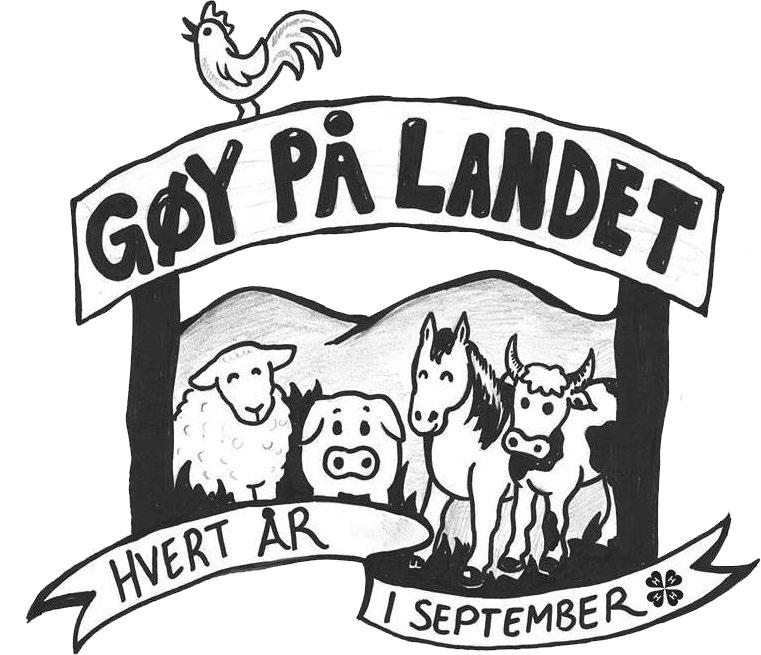 GØY PÅ LANDET
HVERT ÅR
I SEPTEMBER
H H
H H